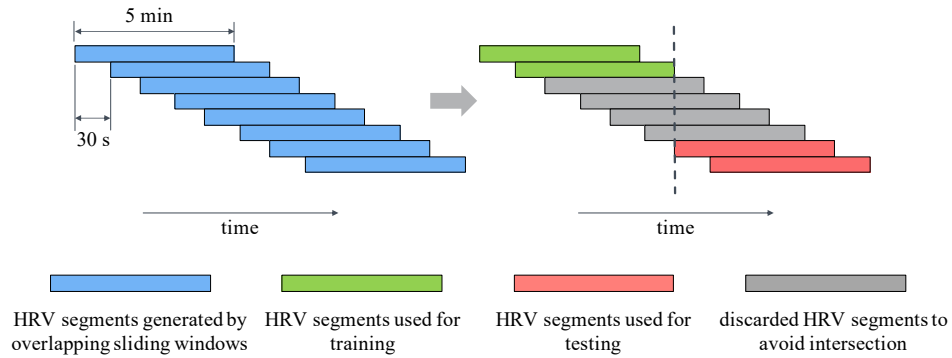 5 min
30 s
time
time
HRV segments generated by
overlapping sliding windows
HRV segments used for
training
HRV segments used for
testing
discarded HRV segments to
avoid intersection